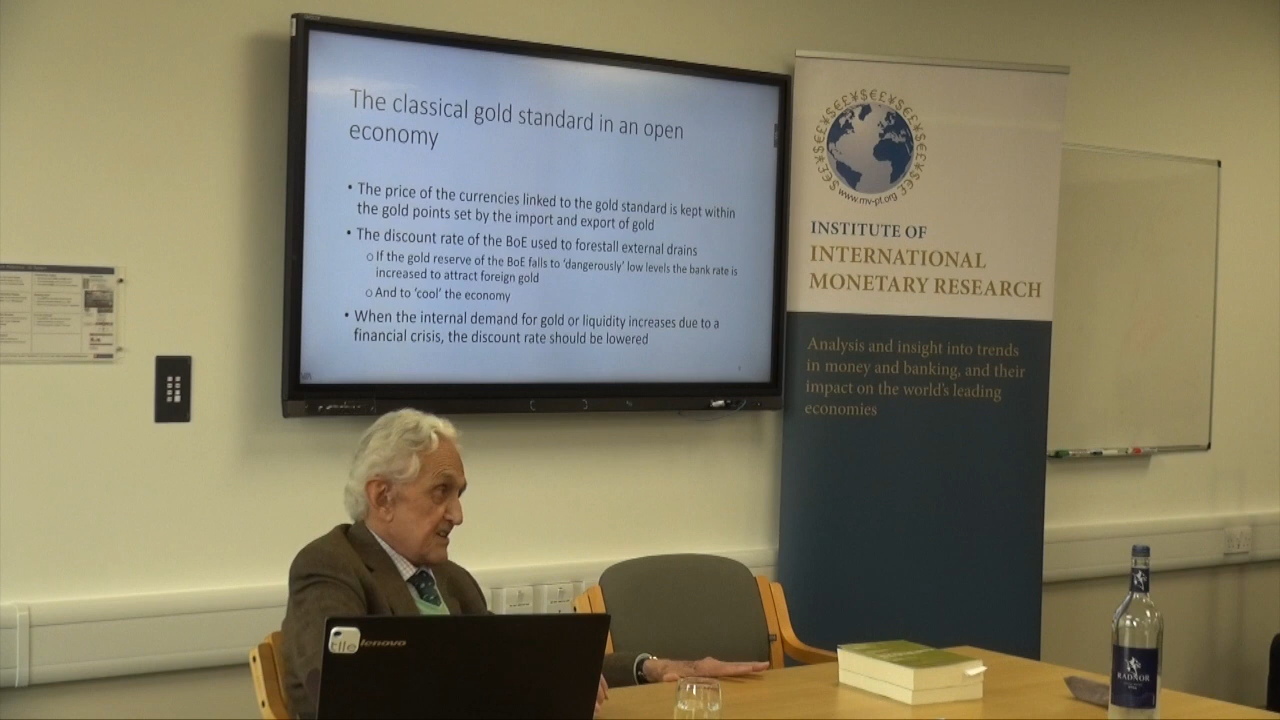 The classical gold standard in an open
economy
• The price of the currencies linked to the gold standard is kept within
the gold points set by the import and export of gold
• The discount rate of the BoE used to forestall external drains
o If the gold reserve of the BoE falls to 'dangerously' low levels the bank rate is
increased to attract foreign gold
o And to 'cool' the economy
• When the internal demand for gold or liquidity increases due to a
financial crisis, the discount rate should be lowered
www.mv-pt.org
INSTITUTE OF
INTERNATIONAL
MONETARY RESEARCH
Analysis and insight into trends
in money and banking, and their
impact on the world's leading
economies
lenovo
RADNOR